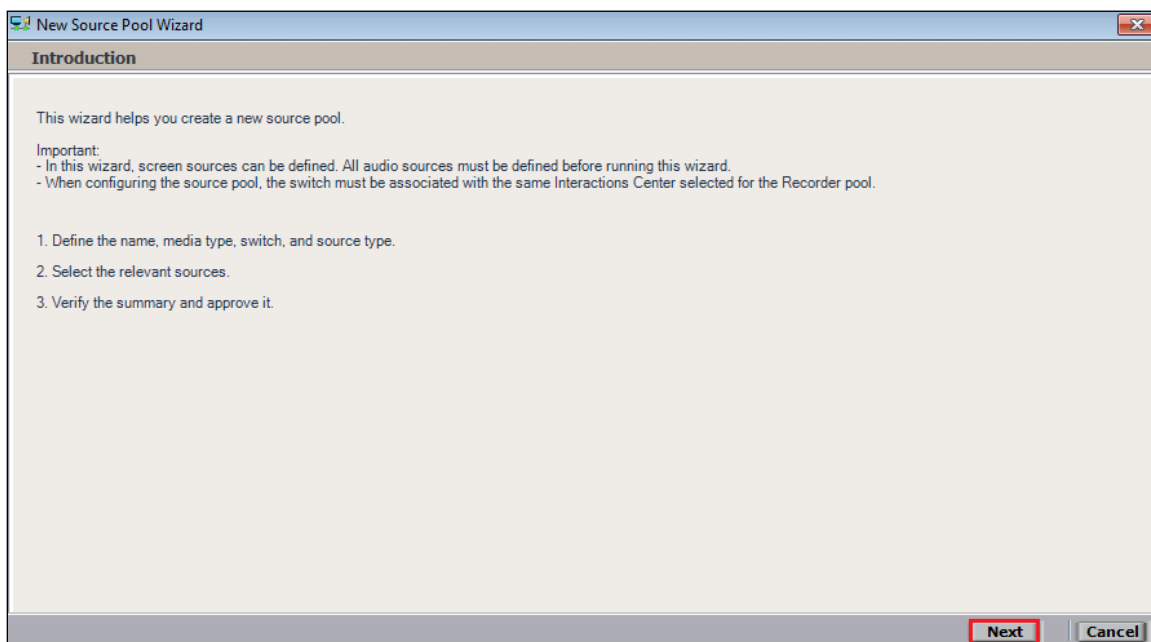 New Source Pool Wizard
Introduction
This wizard helps you create a new source pool.
Important:
- In this wizard, screen sources can be defined. All audio sources must be defined before running this wizard.
- When configuring the source pool, the switch must be associated with the same Interactions Center selected for the Recorder pool.
1. Define the name, media type, switch, and source type.
2. Select the relevant sources.
3. Verify the summary and approve it.
Next
Cancel